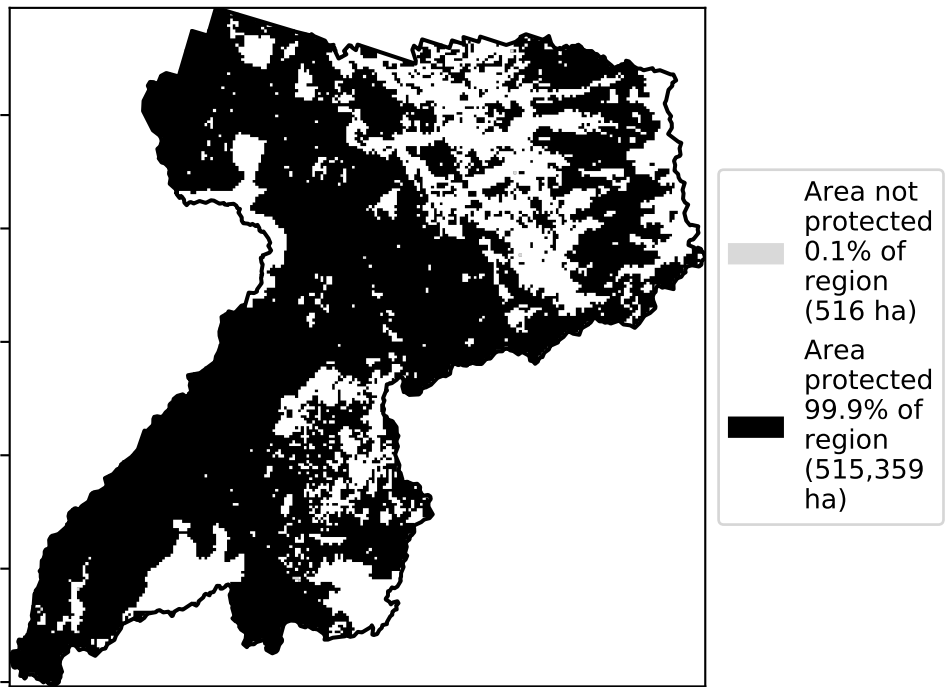 Area not
protected
0.1% of
region
(516 ha)
Area
protected
99.9% of
region
(515,359
ha)